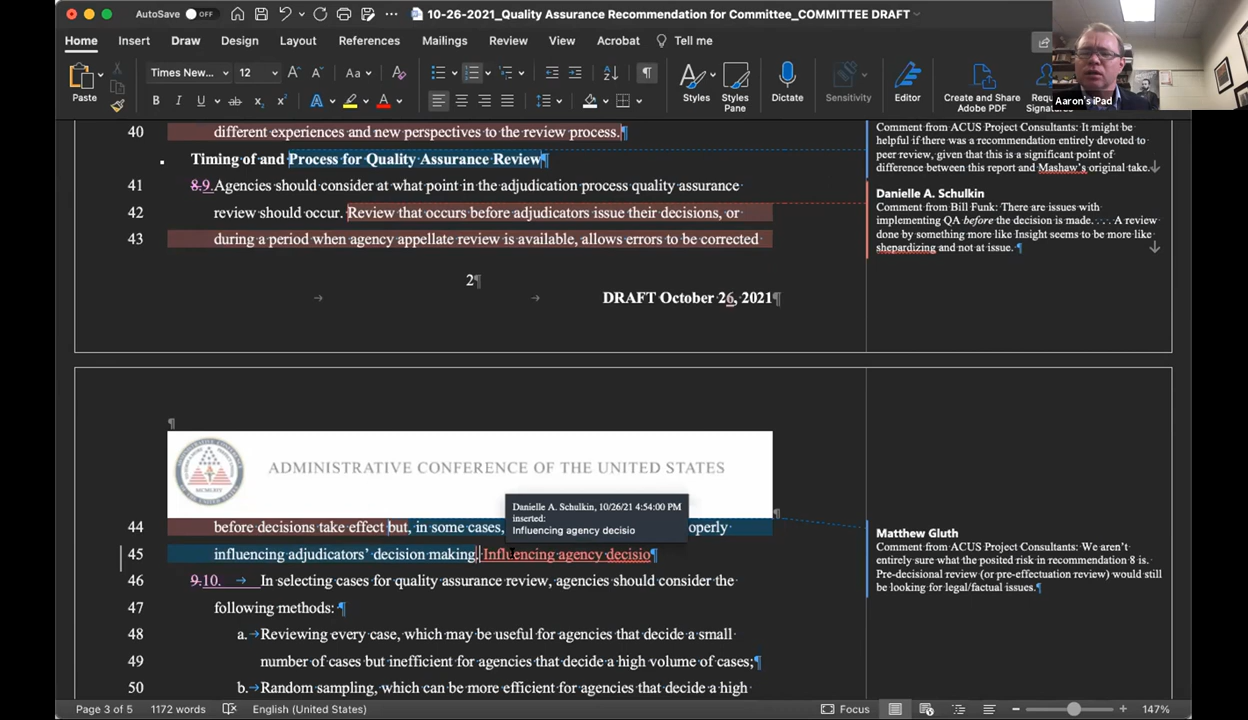 AutoSave OFF 10-26-2021_Quality Assurance Recommendation for Committee_COMMITTEE DRAFT
Home Insert Draw Design Layout References Mailings Review View Acrobat Tell me
Times New... 12 Aa
Paste B I U ab x₂ x² A A Styles Styles Pane Dictate Sensitivity Editor Create and Share Adobe PDF
Aaron's iPad
40 different experiences and new perspectives to the review process.¶
Timing of and Process for Quality Assurance Review¶
41 8.9. Agencies should consider at what point in the adjudication process quality assurance
42 review should occur. Review that occurs before adjudicators issue their decisions, or
43 during a period when agency appellate review is available, allows errors to be corrected
2¶
DRAFT October 26, 2021¶
Comment from ACUS Project Consultants: It might be
helpful if there was a recommendation entirely devoted to
peer review, given that this is a significant point of
difference between this report and Mashaw's original take.
Danielle A. Schulkin
Comment from Bill Funk: There are issues with
implementing QA before the decision is made. . . . A review
done by something more like Insight seems to be more like
shepardizing and not at issue. ¶
¶
ADMINISTRATIVE CONFERENCE OF THE UNITED STATES
¶
Danielle A. Schulkin, 10/26/21 4:54:00 PM
inserted:
Influencing agency decisio
44 before decisions take effect but, in some cases, operly
45 influencing adjudicators' decision making. Influencing agency decisio¶
46 9.10. In selecting cases for quality assurance review, agencies should consider the
47 following methods: ¶
48 a. Reviewing every case, which may be useful for agencies that decide a small
49 number of cases but inefficient for agencies that decide a high volume of cases;¶
50 b. Random sampling, which can be more efficient for agencies that decide a high
Matthew Gluth
Comment from ACUS Project Consultants: We aren't
entirely sure what the posited risk in recommendation 8 is.
Pre-decisional review (or pre-effectuation review) would still
be looking for legal/factual issues.¶
Page 3 of 5 1172 words English (United States) Focus 147%